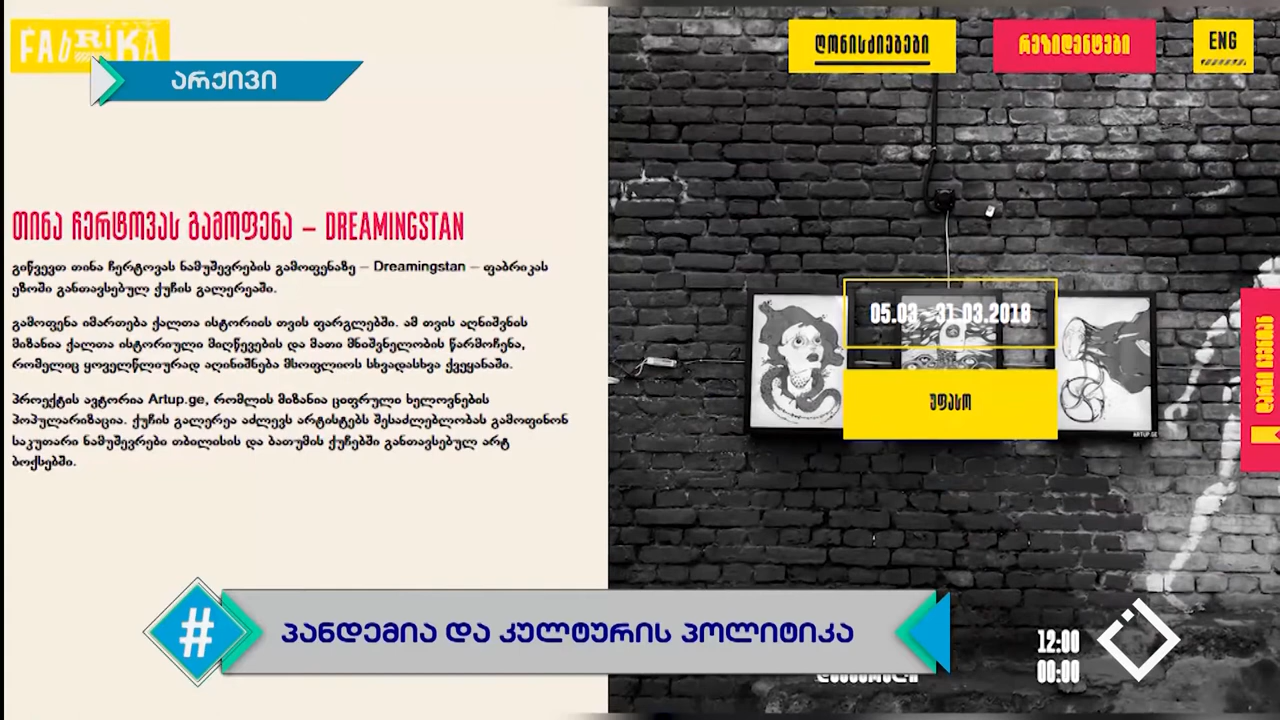 FABRIKA
არქივი
ღონისძიებები
რეზიდენტები
ENG
თინა ჩერტოვას გამოფენა – DREAMINGSTAN
გიწვევთ თინა ჩერტოვას ნამუშევრების გამოფენაზე – Dreamingstan – ფაბრიკას
ეზოში განთავსებულ ქუჩის გალერეაში.
გამოფენა იმართება ქალთა ისტორიის თვის ფარგლებში. ამ თვის აღნიშვნის
მიზანია ქალთა ისტორიული მიღწევების და მათი მნიშვნელობის წარმოჩენა,
რომელიც ყოველწლიურად აღინიშნება მსოფლიოს სხვადასხვა ქვეყანაში.
პროექტის ავტორია Artup.ge, რომლის მიზანია ციფრული ხელოვნების
პოპულარიზაცია. ქუჩის გალერეა აძლევს არტისტებს შესაძლებლობას გამოფინონ
საკუთარი ნამუშევრები თბილისის და ბათუმის ქუჩებში განთავსებულ არტ
ბოქსებში.
05.03 - 31.03.2018
უფასო
ARTUP.GE
# პანდემია და კულტურის პოლიტიკა
12:00
00:00